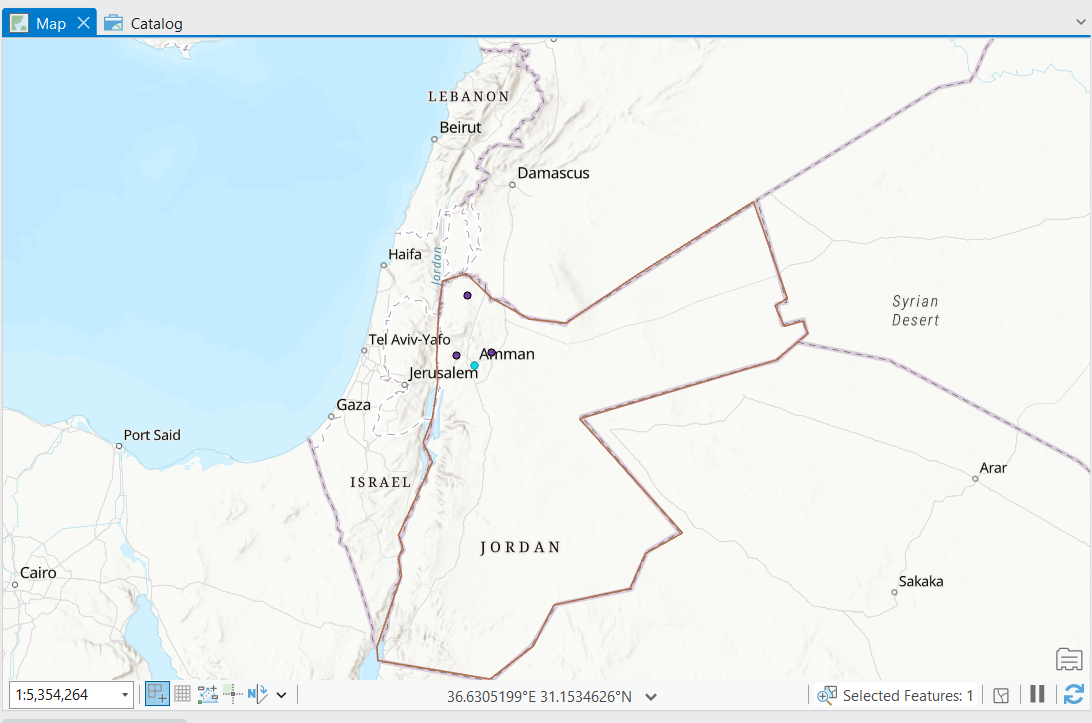 Map
Catalog
LEBANON
Beirut
Damascus
Haifa
Jordan
Syrian
Desert
Tel Aviv-Yafo
Amman
Jerusalem
Gaza
Port Said
Arar
ISRAEL
JORDAN
Cairo
Sakaka
1:5,354,264
N
36.6305199°E 31.1534626°N
Selected Features: 1